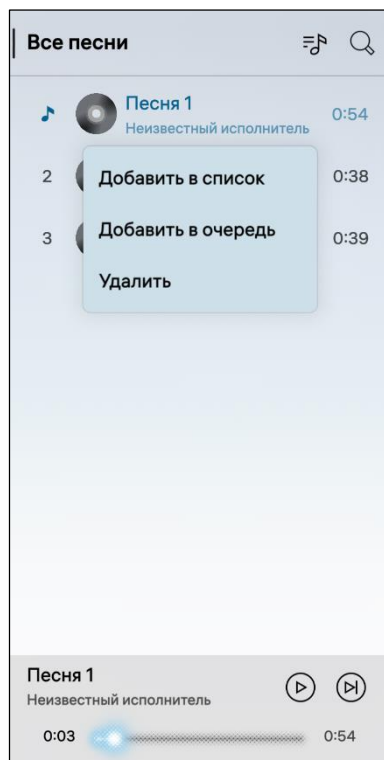 Все песни
Песня 1
0:54
Неизвестный исполнитель
2
Добавить в список
0:38
3
Добавить в очередь
0:39
Удалить
Песня 1
Неизвестный исполнитель
0:03
0:54